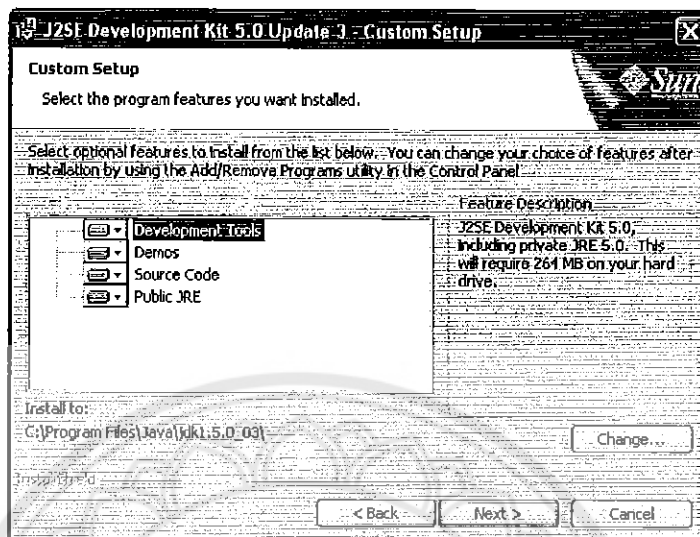 J2SE Development Kit 5.0 Update 3 - Custom Setup
Custom Setup
Select the program features you want installed.
Sun
Select optional features to install from the list below. You can change your choice of features after
installation by using the Add/Remove Programs utility in the Control Panel
Feature Description
Development Tools
Demos
Source Code
Public JRE
J2SE Development Kit 5.0,
including private JRE 5.0. This
will require 264 MB on your hard
drive.
Install to:
C:\Program Files\Java\jdk1.5.0_03\
Change...
InstallShield
< Back
Next >
Cancel